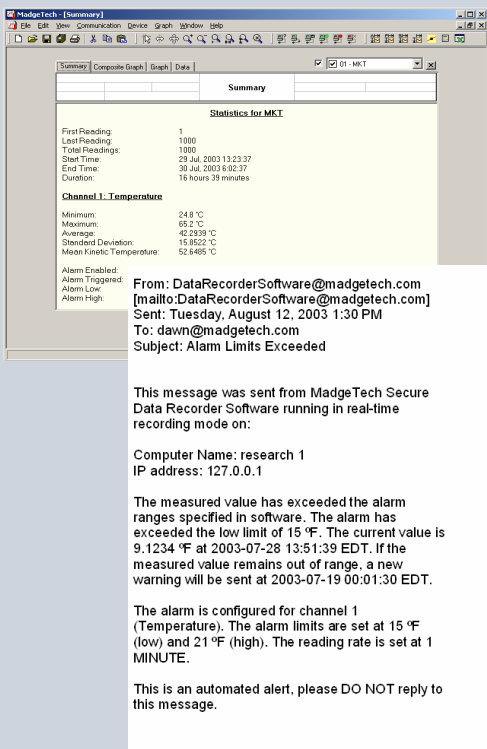 MadgeTech - [Summary]
File Edit View Communication Device Graph Window Help
Summary Composite Graph Graph Data
01 - MKT
Summary
Statistics for MKT
First Reading: 1
Last Reading: 1000
Total Readings: 1000
Start Time: 29 Jul, 2003 13:23:37
End Time: 30 Jul, 2003 6:02:37
Duration: 16 hours 39 minutes
Channel 1: Temperature
Minimum: 24.8 °C
Maximum: 65.2 °C
Average: 42.2939 °C
Standard Deviation: 15.8522 °C
Mean Kinetic Temperature: 52.6485 °C
Alarm Enabled:
Alarm Triggered:
Alarm Low:
Alarm High:
From: DataRecorderSoftware@madgetech.com
[mailto:DataRecorderSoftware@madgetech.com]
Sent: Tuesday, August 12, 2003 1:30 PM
To: dawn@madgetech.com
Subject: Alarm Limits Exceeded
This message was sent from MadgeTech Secure
Data Recorder Software running in real-time
recording mode on:
Computer Name: research 1
IP address: 127.0.0.1
The measured value has exceeded the alarm
ranges specified in software. The alarm has
exceeded the low limit of 15 ºF. The current value is
9.1234 ºF at 2003-07-28 13:51:39 EDT. If the
measured value remains out of range, a new
warning will be sent at 2003-07-19 00:01:30 EDT.
The alarm is configured for channel 1
(Temperature). The alarm limits are set at 15 ºF
(low) and 21 ºF (high). The reading rate is set at 1
MINUTE.
This is an automated alert, please DO NOT reply to
this message.